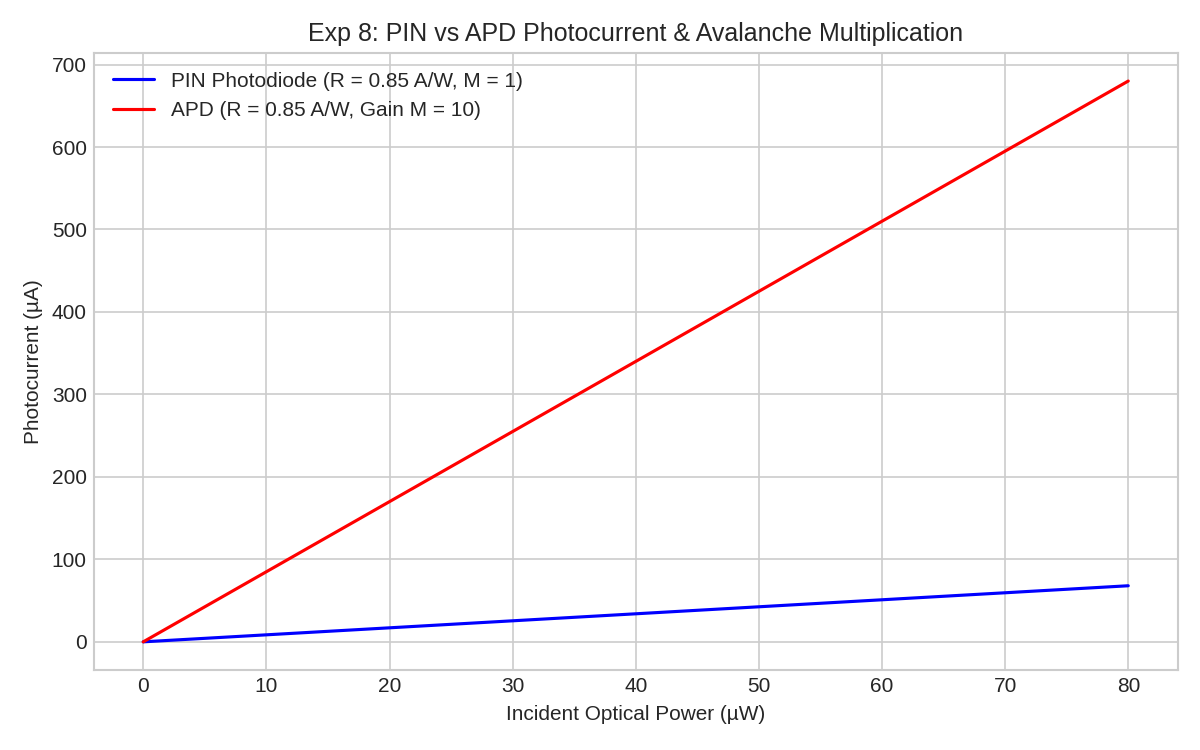 Exp 8: PIN vs APD Photocurrent & Avalanche Multiplication
PIN Photodiode (R = 0.85 A/W, M = 1)
APD (R = 0.85 A/W, Gain M = 10)
Photocurrent (µA)
700
600
500
400
300
200
100
0
0 10 20 30 40 50 60 70 80
Incident Optical Power (µW)